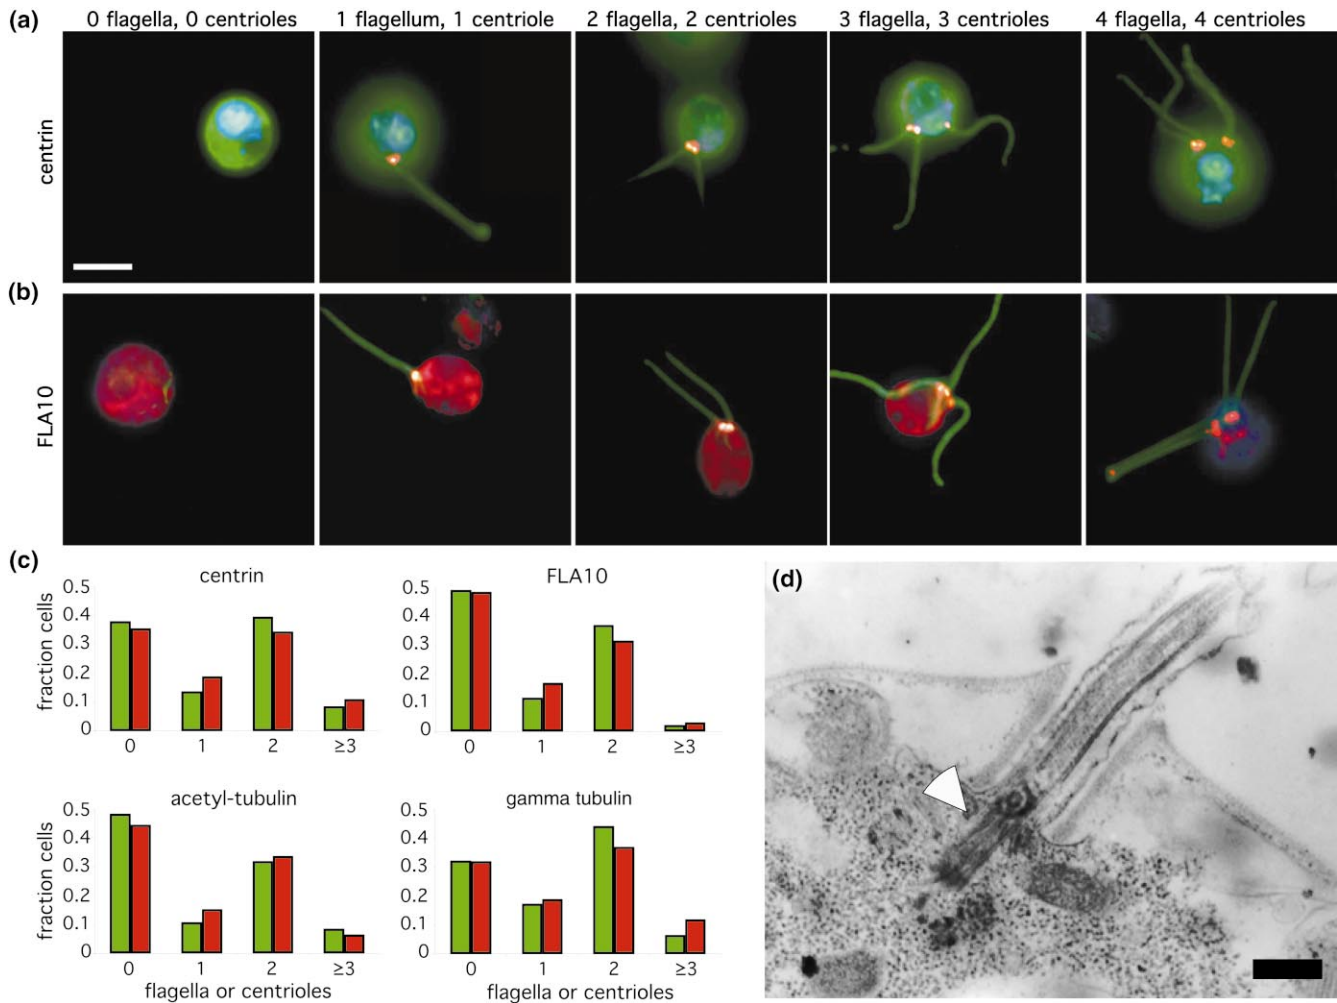 (a)
0 flagella, 0 centrioles
1 flagellum, 1 centriole
2 flagella, 2 centrioles
3 flagella, 3 centrioles
4 flagella, 4 centrioles
centrin
(b)
FLA10
(c)
centrin
fraction cells
0.5
0.4
0.3
0.2
0.1
0
0 1 2 ≥3
FLA10
0.5
0.4
0.3
0.2
0.1
0
0 1 2 ≥3
acetyl-tubulin
fraction cells
0.5
0.4
0.3
0.2
0.1
0
0 1 2 ≥3
flagella or centrioles
gamma tubulin
0.5
0.4
0.3
0.2
0.1
0
0 1 2 ≥3
flagella or centrioles
(d)